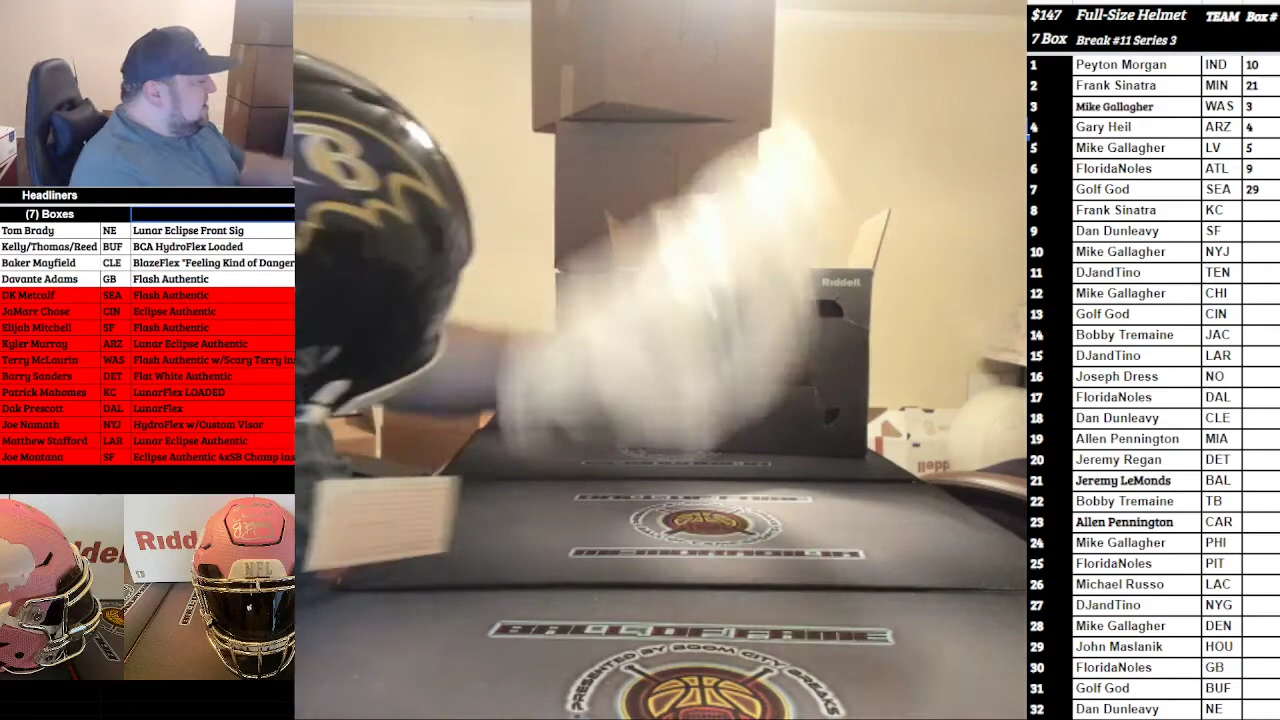 Headliners
(7) Boxes
Tom Brady NE Lunar Eclipse Front Sig
Kelly/Thomas/Reed BUF BCA HydroFlex Loaded
Baker Mayfield CLE BlazeFlex "Feeling Kind of Danger
Davante Adams GB Flash Authentic
DK Metcalf SEA Flash Authentic
JaMarr Chase CIN Eclipse Authentic
Elijah Mitchell SF Flash Authentic
Kyler Murray ARZ Lunar Eclipse Authentic
Terry McLaurin WAS Flash Authentic w/Scary Terry ins
Barry Sanders DET Flat White Authentic
Patrick Mahomes KC LunarFlex LOADED
Dak Prescott DAL LunarFlex
Joe Namath NYJ HydroFlex w/Custom Visor
Matthew Stafford LAR Lunar Eclipse Authentic
Joe Montana SF Eclipse Authentic 4xSB Champ ins
Riddell
PRESENTED BY BOOM CITY BREAKS
$147 Full-Size Helmet TEAM Box #
7 Box Break #11 Series 3
1 Peyton Morgan IND 10
2 Frank Sinatra MIN 21
3 Mike Gallagher WAS 3
4 Gary Heil ARZ 4
5 Mike Gallagher LV 5
6 FloridaNoles ATL 9
7 Golf God SEA 29
8 Frank Sinatra KC
9 Dan Dunleavy SF
10 Mike Gallagher NYJ
11 DJandTino TEN
12 Mike Gallagher CHI
13 Golf God CIN
14 Bobby Tremaine JAC
15 DJandTino LAR
16 Joseph Dress NO
17 FloridaNoles DAL
18 Dan Dunleavy CLE
19 Allen Pennington MIA
20 Jeremy Regan DET
21 Jeremy LeMonds BAL
22 Bobby Tremaine TB
23 Allen Pennington CAR
24 Mike Gallagher PHI
25 FloridaNoles PIT
26 Michael Russo LAC
27 DJandTino NYG
28 Mike Gallagher DEN
29 John Maslanik HOU
30 FloridaNoles GB
31 Golf God BUF
32 Dan Dunleavy NE